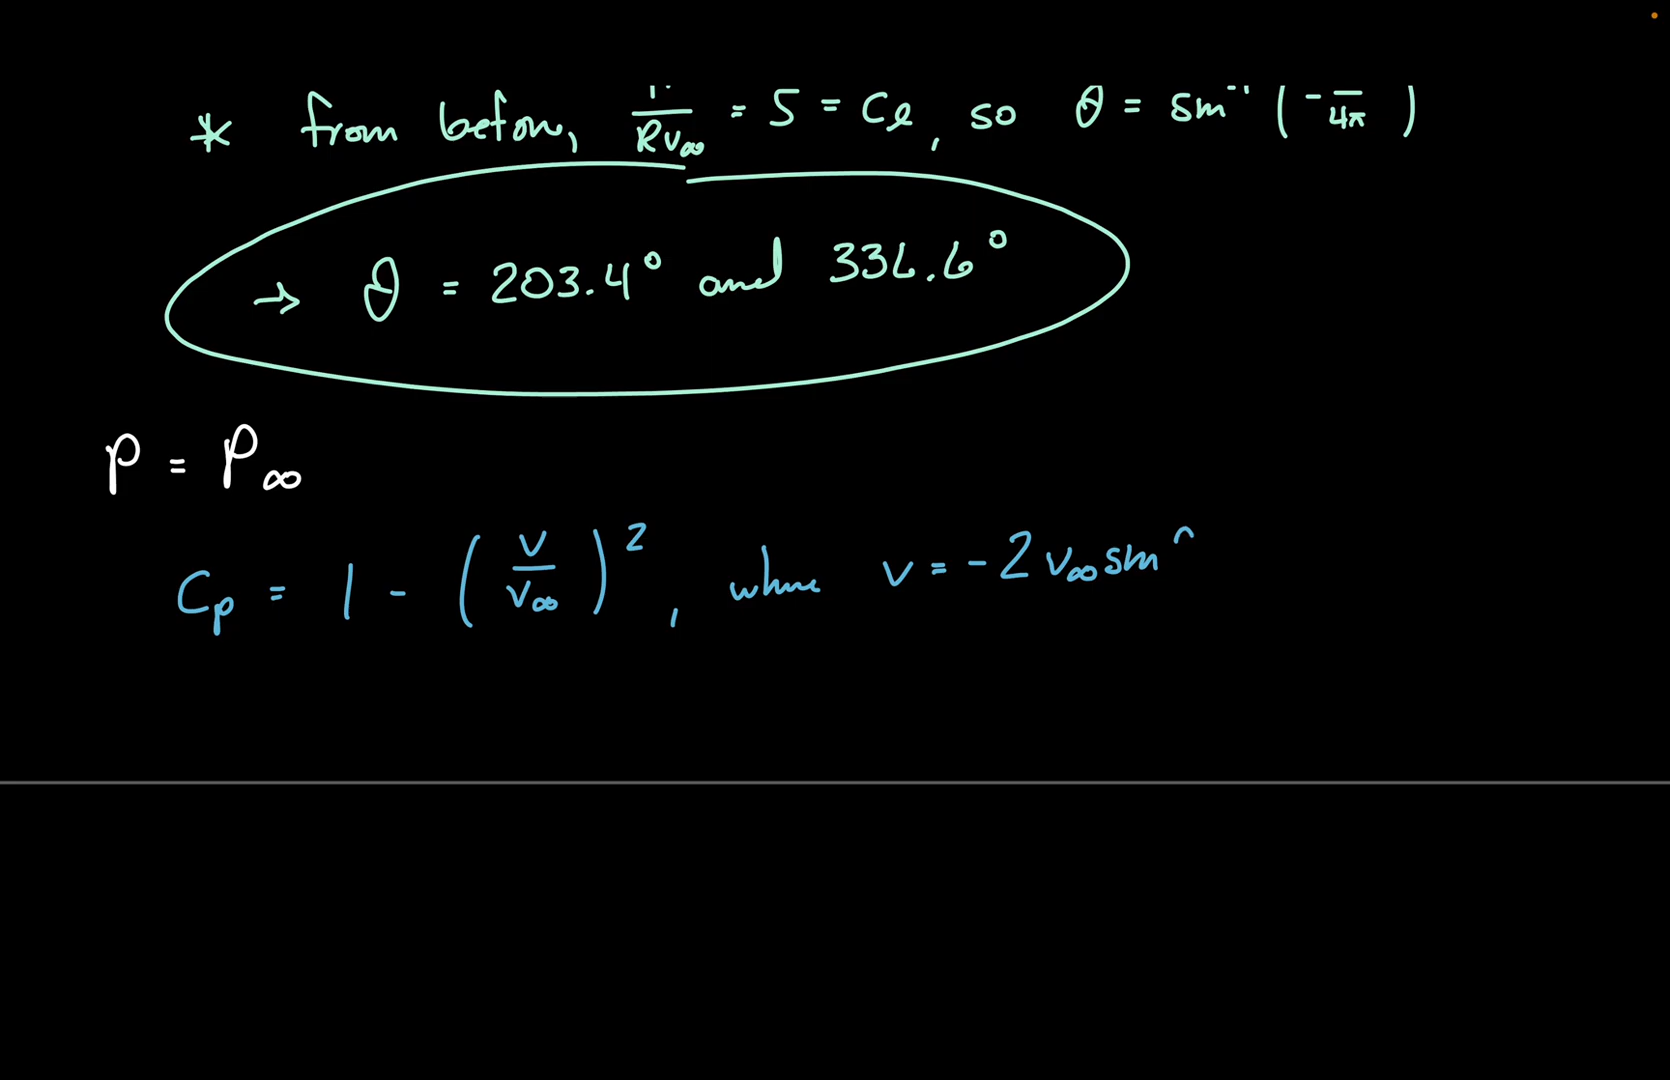 * from before, Γ/(RV∞) = 5 = Cℓ, so θ = sin⁻¹(-—/4π)
→ θ = 203.4° and 336.6°
P = P∞
Cp = 1 - (V/V∞)², where V = -2V∞ sin